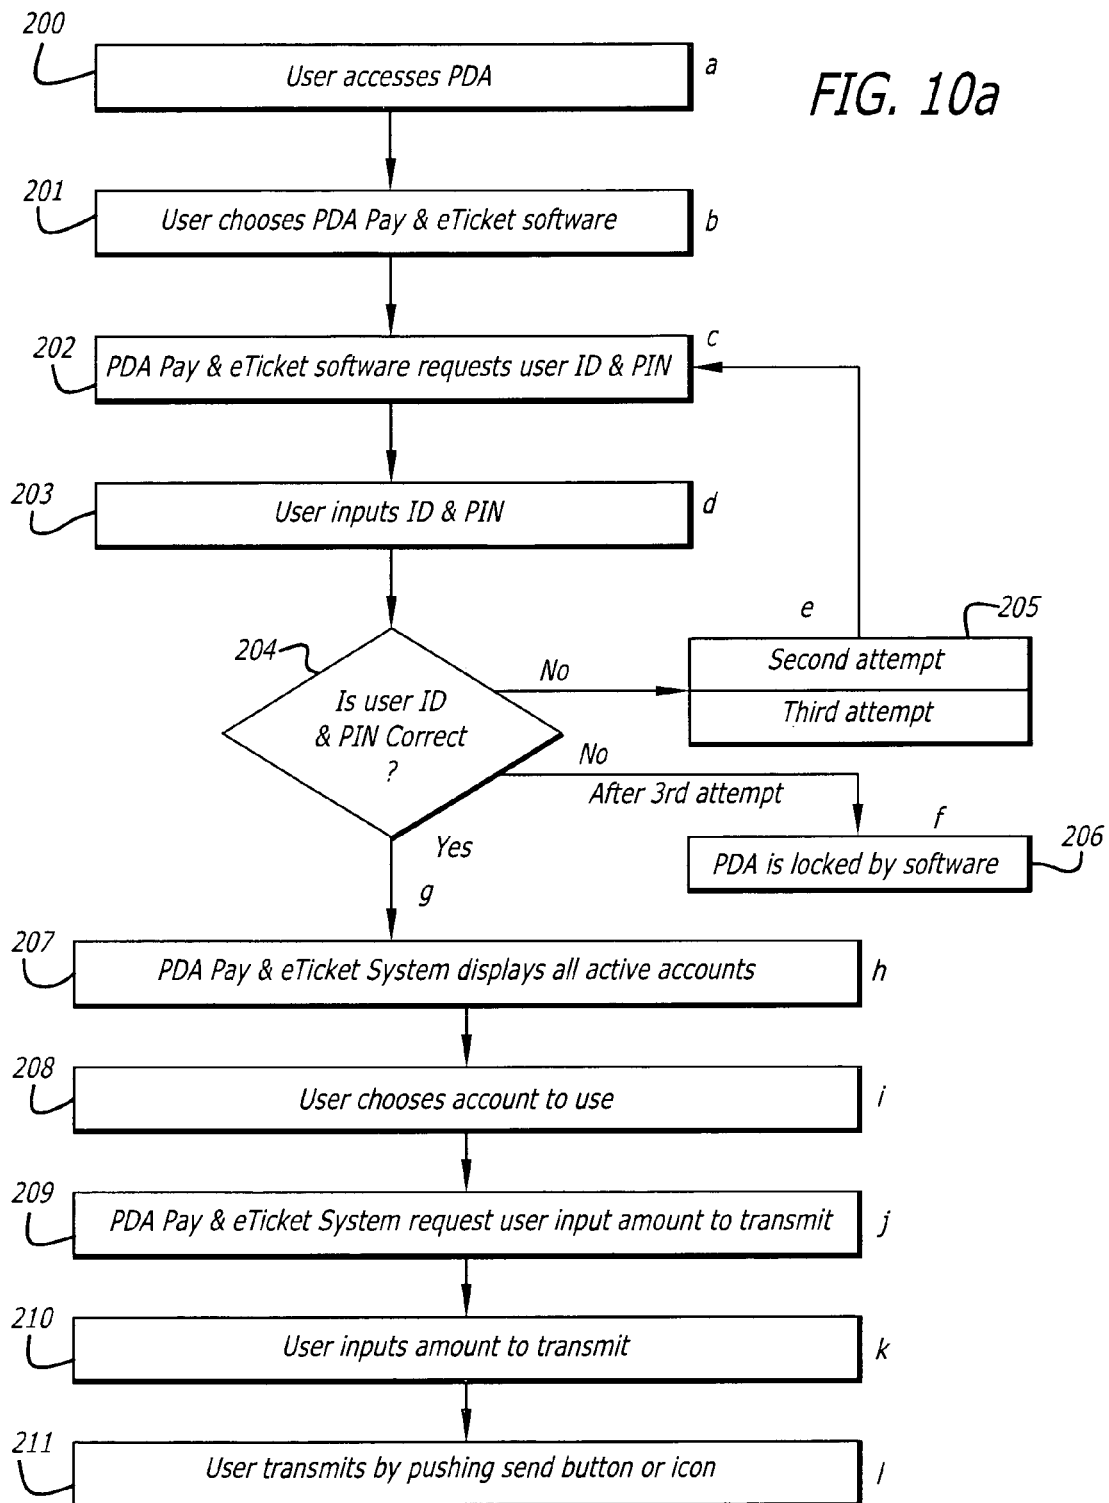 200
User accesses PDA
a
FIG. 10a
201
User chooses PDA Pay & eTicket software
b
202
PDA Pay & eTicket software requests user ID & PIN
c
203
User inputs ID & PIN
d
204
Is user ID
& PIN Correct
?
No
e
205
Second attempt
Third attempt
No
After 3rd attempt
f
PDA is locked by software
206
Yes
g
207
PDA Pay & eTicket System displays all active accounts
h
208
User chooses account to use
i
209
PDA Pay & eTicket System request user input amount to transmit
j
210
User inputs amount to transmit
k
211
User transmits by pushing send button or icon
l